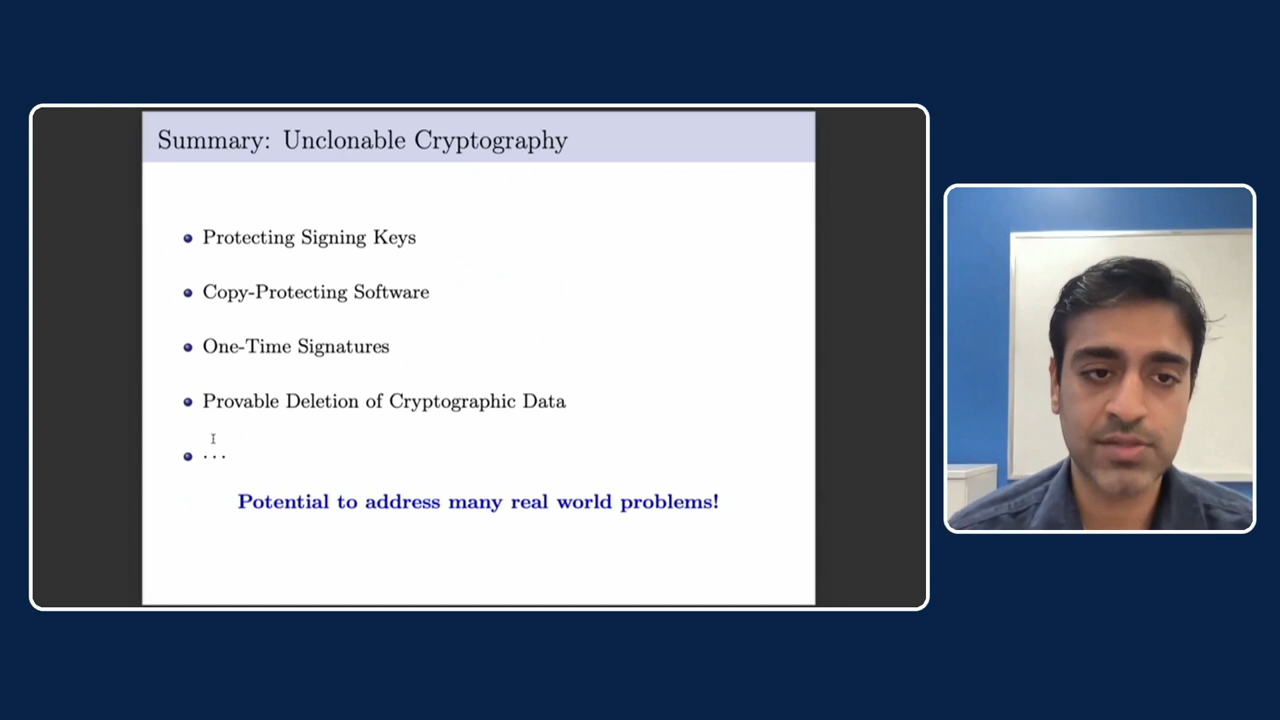 Summary: Unclonable Cryptography
Protecting Signing Keys
Copy-Protecting Software
One-Time Signatures
Provable Deletion of Cryptographic Data
...
Potential to address many real world problems!